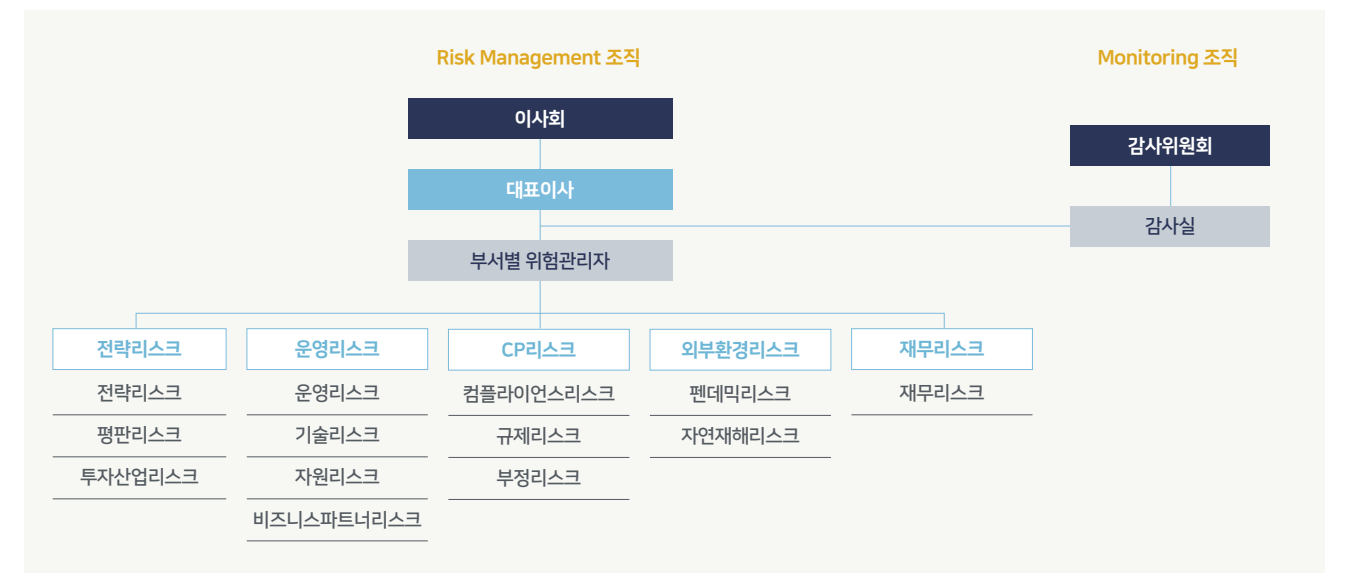 Risk Management 조직
Monitoring 조직
이사회
감사위원회
대표이사
감사실
부서별 위험관리자
전략리스크
운영리스크
CP리스크
외부환경리스크
재무리스크
전략리스크
운영리스크
컴플라이언스리스크
펜데믹리스크
재무리스크
평판리스크
기술리스크
규제리스크
자연재해리스크
투자산업리스크
자원리스크
부정리스크
비즈니스파트너리스크